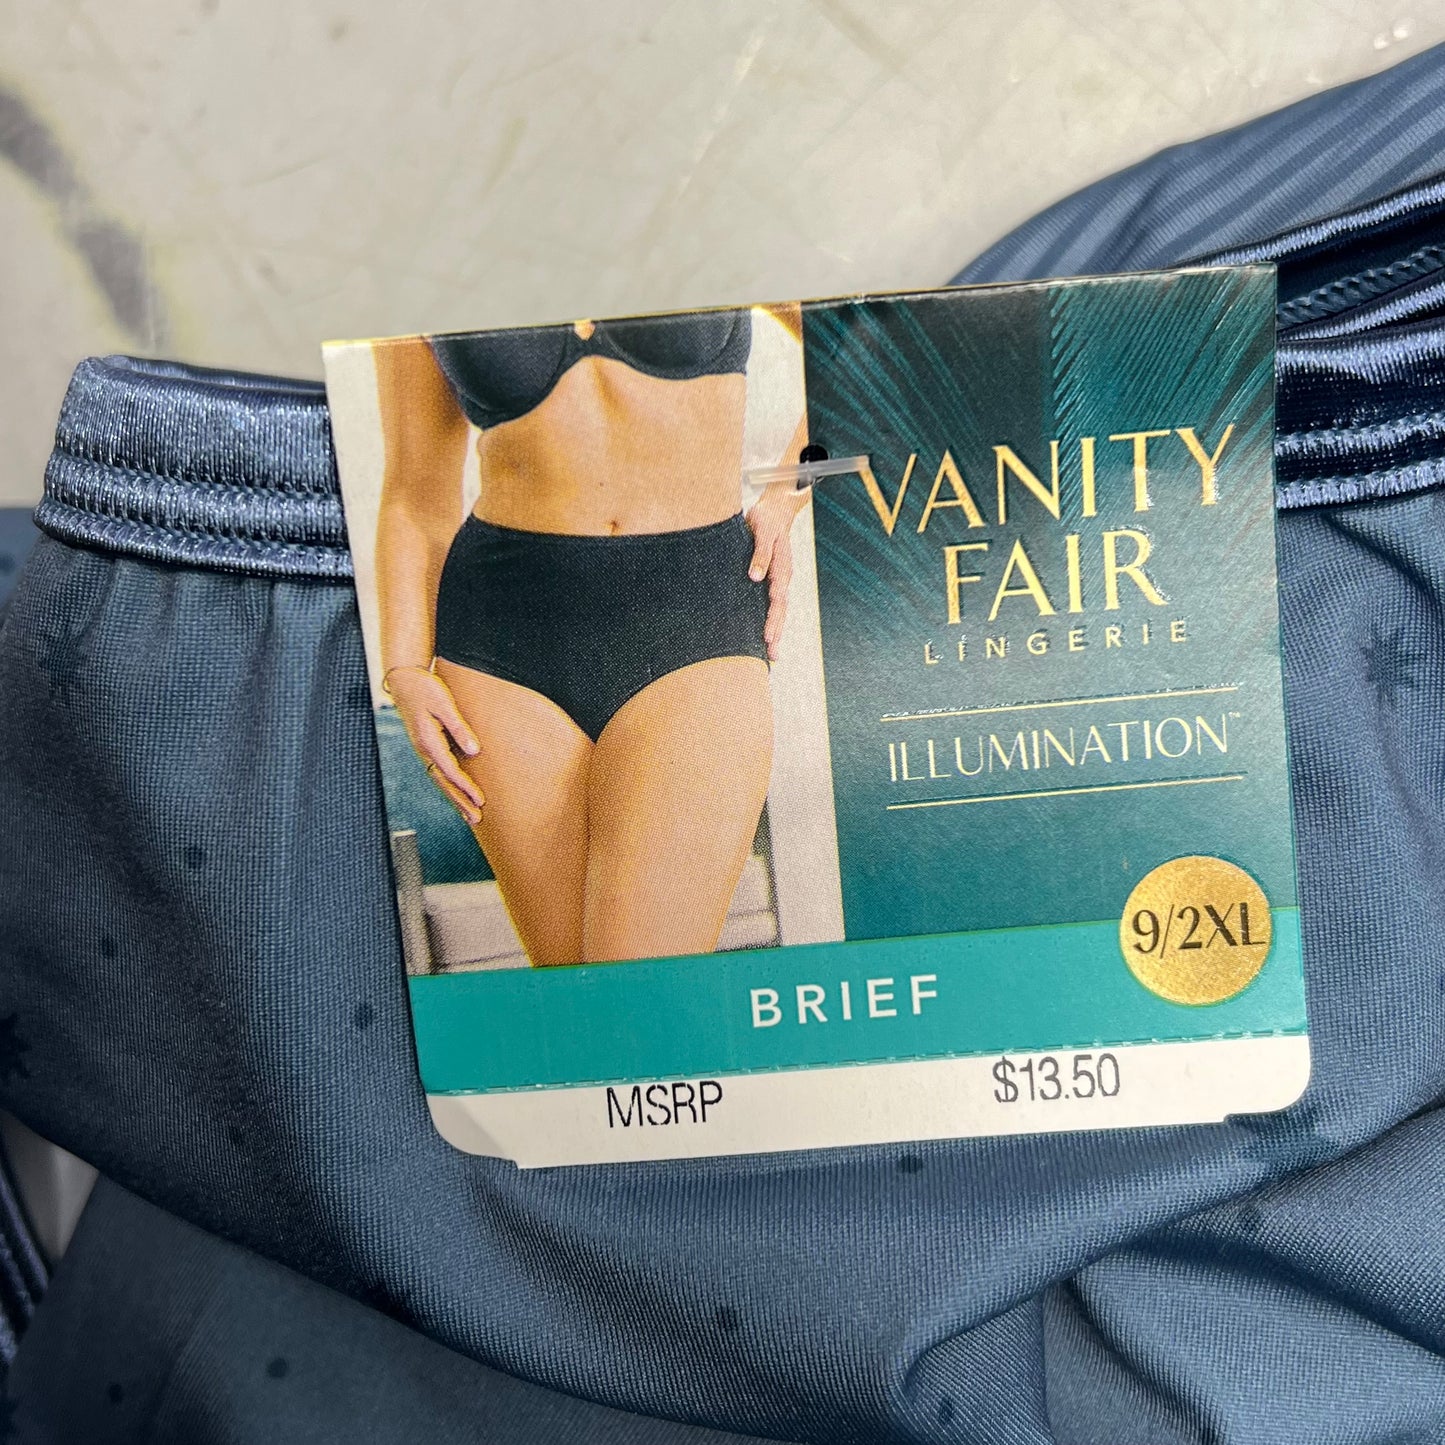 VANITY
FAIR
LINGERIE
ILLUMINATION™
9/2XL
BRIEF
MSRP $13.50